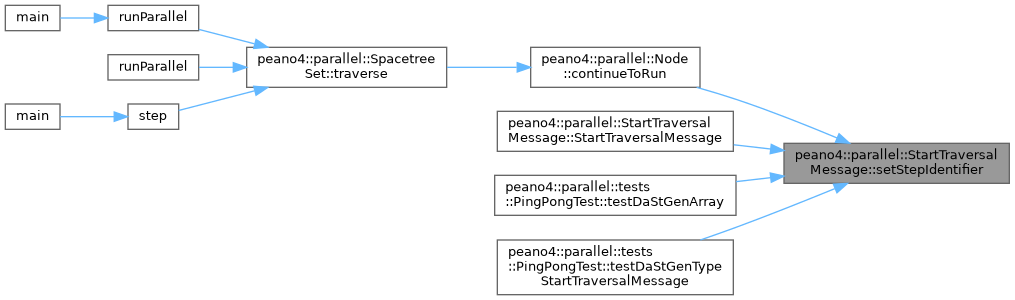 main
runParallel
runParallel
main
step
peano4::parallel::Spacetree
Set::traverse
peano4::parallel::Node
::continueToRun
peano4::parallel::StartTraversal
Message::StartTraversalMessage
peano4::parallel::tests
::PingPongTest::testDaStGenArray
peano4::parallel::tests
::PingPongTest::testDaStGenType
StartTraversalMessage
peano4::parallel::StartTraversal
Message::setStepIdentifier